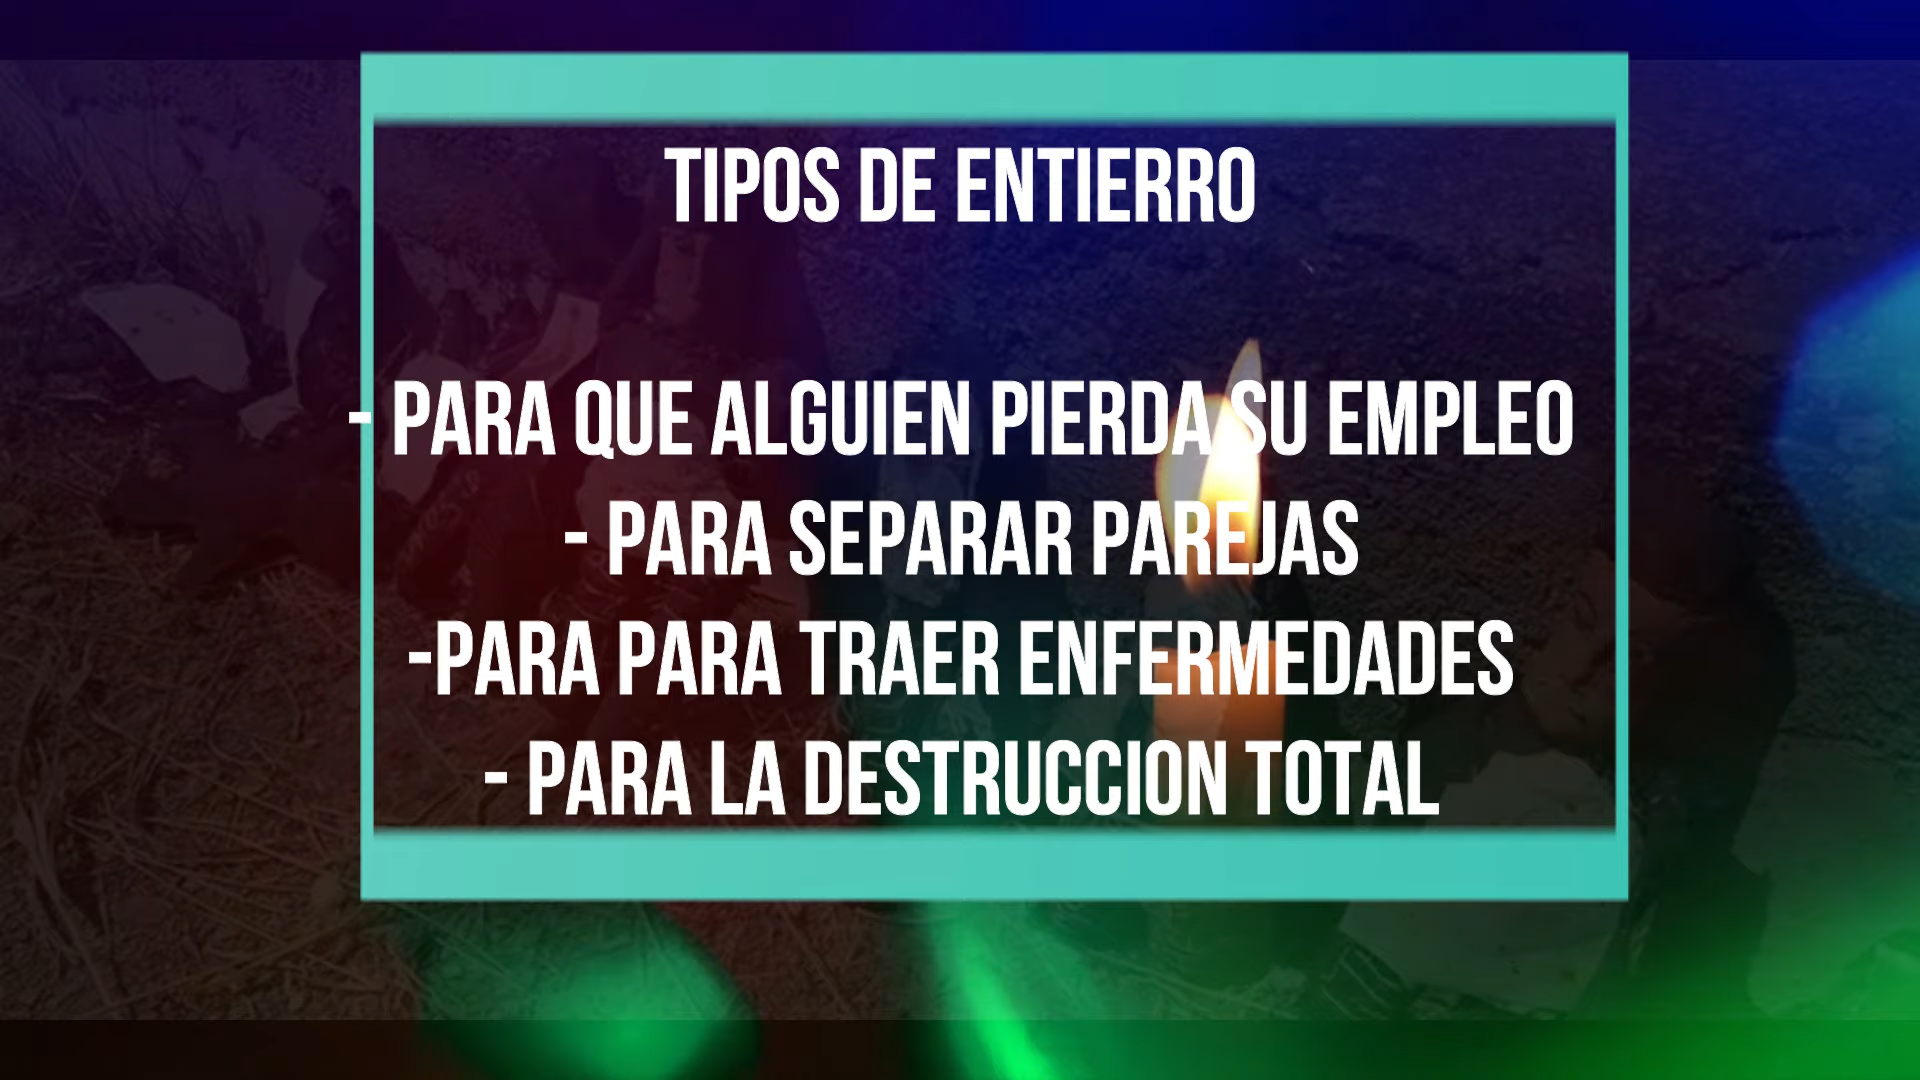 TIPOS DE ENTIERRO
- PARA QUE ALGUIEN PIERDA SU EMPLEO
- PARA SEPARAR PAREJAS
-PARA PARA TRAER ENFERMEDADES
- PARA LA DESTRUCCION TOTAL